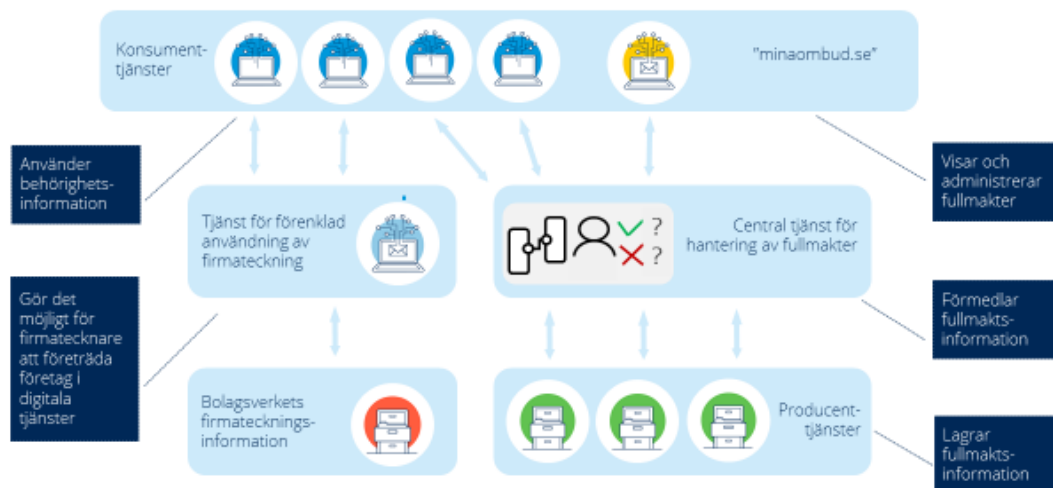 Konsument-
tjänster
"minaombud.se"
Använder
behörighets-
information
Visar och
administrerar
fullmakter
Tjänst för förenklad
användning av
firmateckning
? 
?
Central tjänst för
hantering av fullmakter
Gör det
möjligt för
firmatecknare
att företräda
företag i
digitala
tjänster
Förmedlar
fullmakts-
information
Bolagsverkets
firmatecknings-
information
Producent-
tjänster
Lagrar
fullmakts-
information